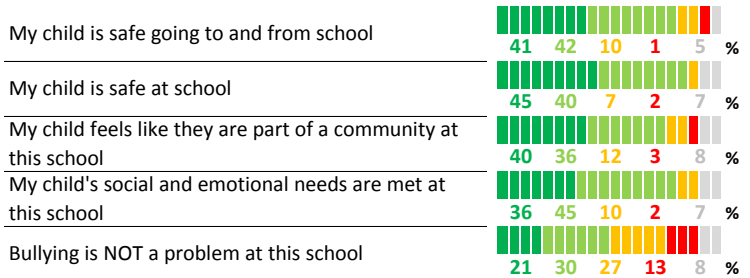 My child is safe going to and from school
41 42 10 1 5 %
My child is safe at school
45 40 7 2 7 %
My child feels like they are part of a community at
this school
40 36 12 3 8 %
My child's social and emotional needs are met at
this school
36 45 10 2 7 %
Bullying is NOT a problem at this school
21 30 27 13 8 %